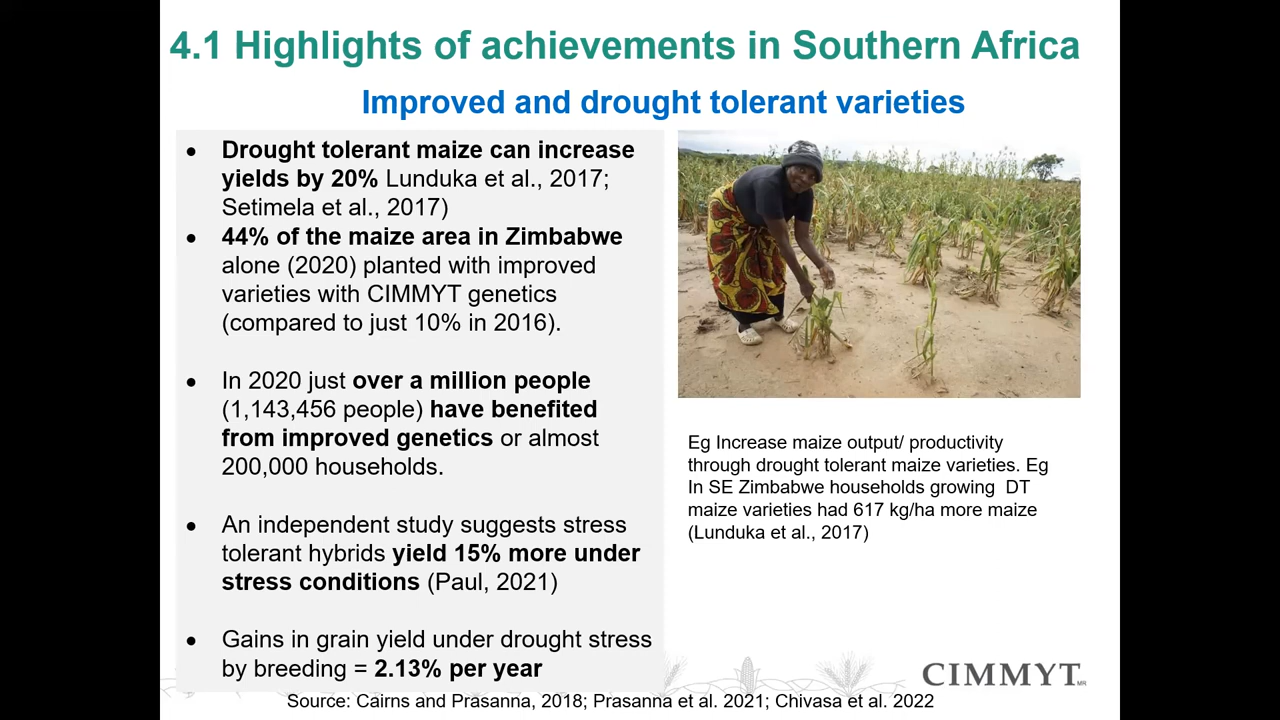 4.1 Highlights of achievements in Southern Africa
Improved and drought tolerant varieties
• Drought tolerant maize can increase
yields by 20% Lunduka et al., 2017;
Setimela et al., 2017)
• 44% of the maize area in Zimbabwe
alone (2020) planted with improved
varieties with CIMMYT genetics
(compared to just 10% in 2016).
• In 2020 just over a million people
(1,143,456 people) have benefited
from improved genetics or almost
200,000 households.
• An independent study suggests stress
tolerant hybrids yield 15% more under
stress conditions (Paul, 2021)
• Gains in grain yield under drought stress
by breeding = 2.13% per year
Eg Increase maize output/ productivity
through drought tolerant maize varieties. Eg
In SE Zimbabwe households growing DT
maize varieties had 617 kg/ha more maize
(Lunduka et al., 2017)
CIMMYT MR
Source: Cairns and Prasanna, 2018; Prasanna et al. 2021; Chivasa et al. 2022